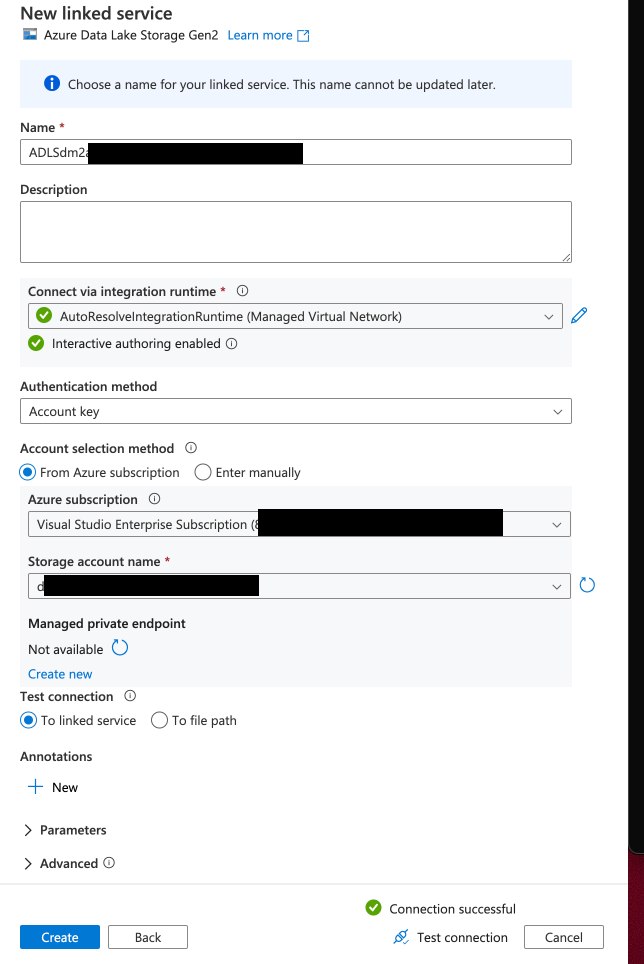 New linked service
Azure Data Lake Storage Gen2 Learn more
Choose a name for your linked service. This name cannot be updated later.
Name *
ADLSdm2a
Description
Connect via integration runtime *
AutoResolveIntegrationRuntime (Managed Virtual Network)
Interactive authoring enabled
Authentication method
Account key
Account selection method
From Azure subscription Enter manually
Azure subscription
Visual Studio Enterprise Subscription (8
Storage account name *
d
Managed private endpoint
Not available
Create new
Test connection
To linked service To file path
Annotations
New
Parameters
Advanced
Connection successful
Create Back Test connection Cancel